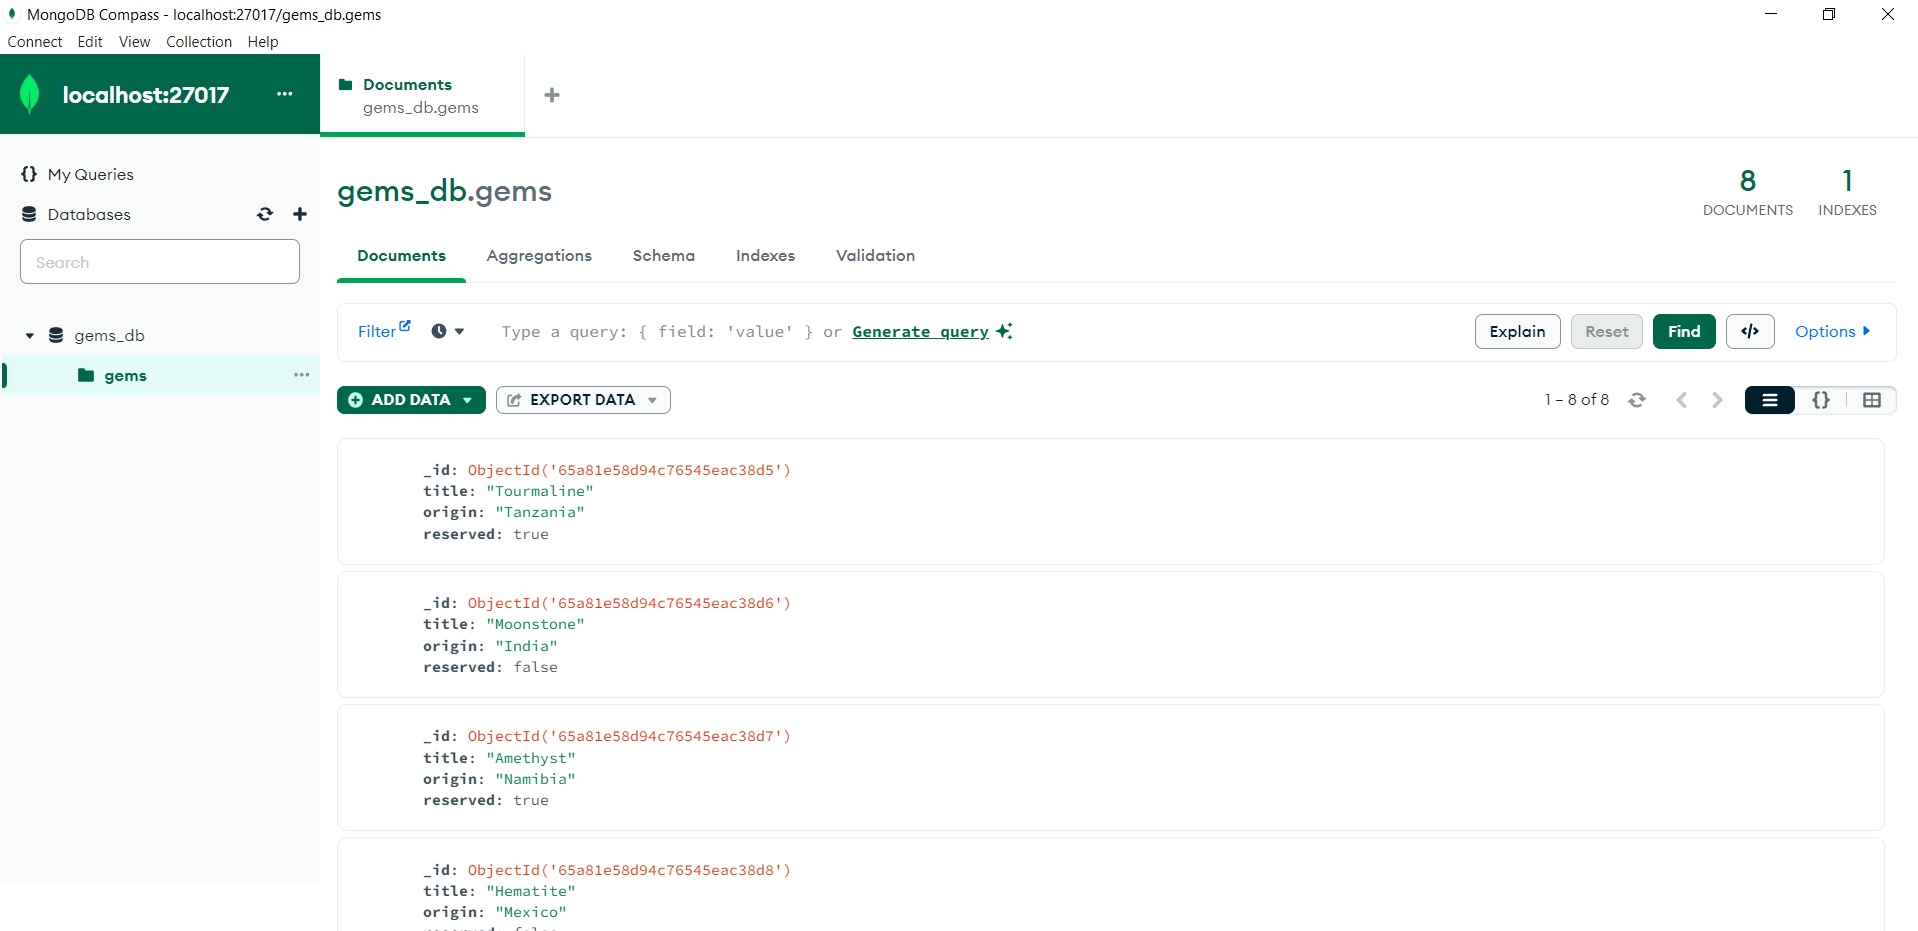 MongoDB Compass - localhost:27017/gems_db.gems
Connect Edit View Collection Help
localhost:27017 ...
Documents
gems_db.gems
+
{} My Queries
Databases
Search
gems_db
gems ...
gems_db.gems
8
DOCUMENTS
1
INDEXES
Documents Aggregations Schema Indexes Validation
Filter Type a query: { field: 'value' } or Generate query Explain Reset Find </> Options
ADD DATA EXPORT DATA 1 – 8 of 8 {}
_id: ObjectId('65a81e58d94c76545eac38d5')
title: "Tourmaline"
origin: "Tanzania"
reserved: true
_id: ObjectId('65a81e58d94c76545eac38d6')
title: "Moonstone"
origin: "India"
reserved: false
_id: ObjectId('65a81e58d94c76545eac38d7')
title: "Amethyst"
origin: "Namibia"
reserved: true
_id: ObjectId('65a81e58d94c76545eac38d8')
title: "Hematite"
origin: "Mexico"